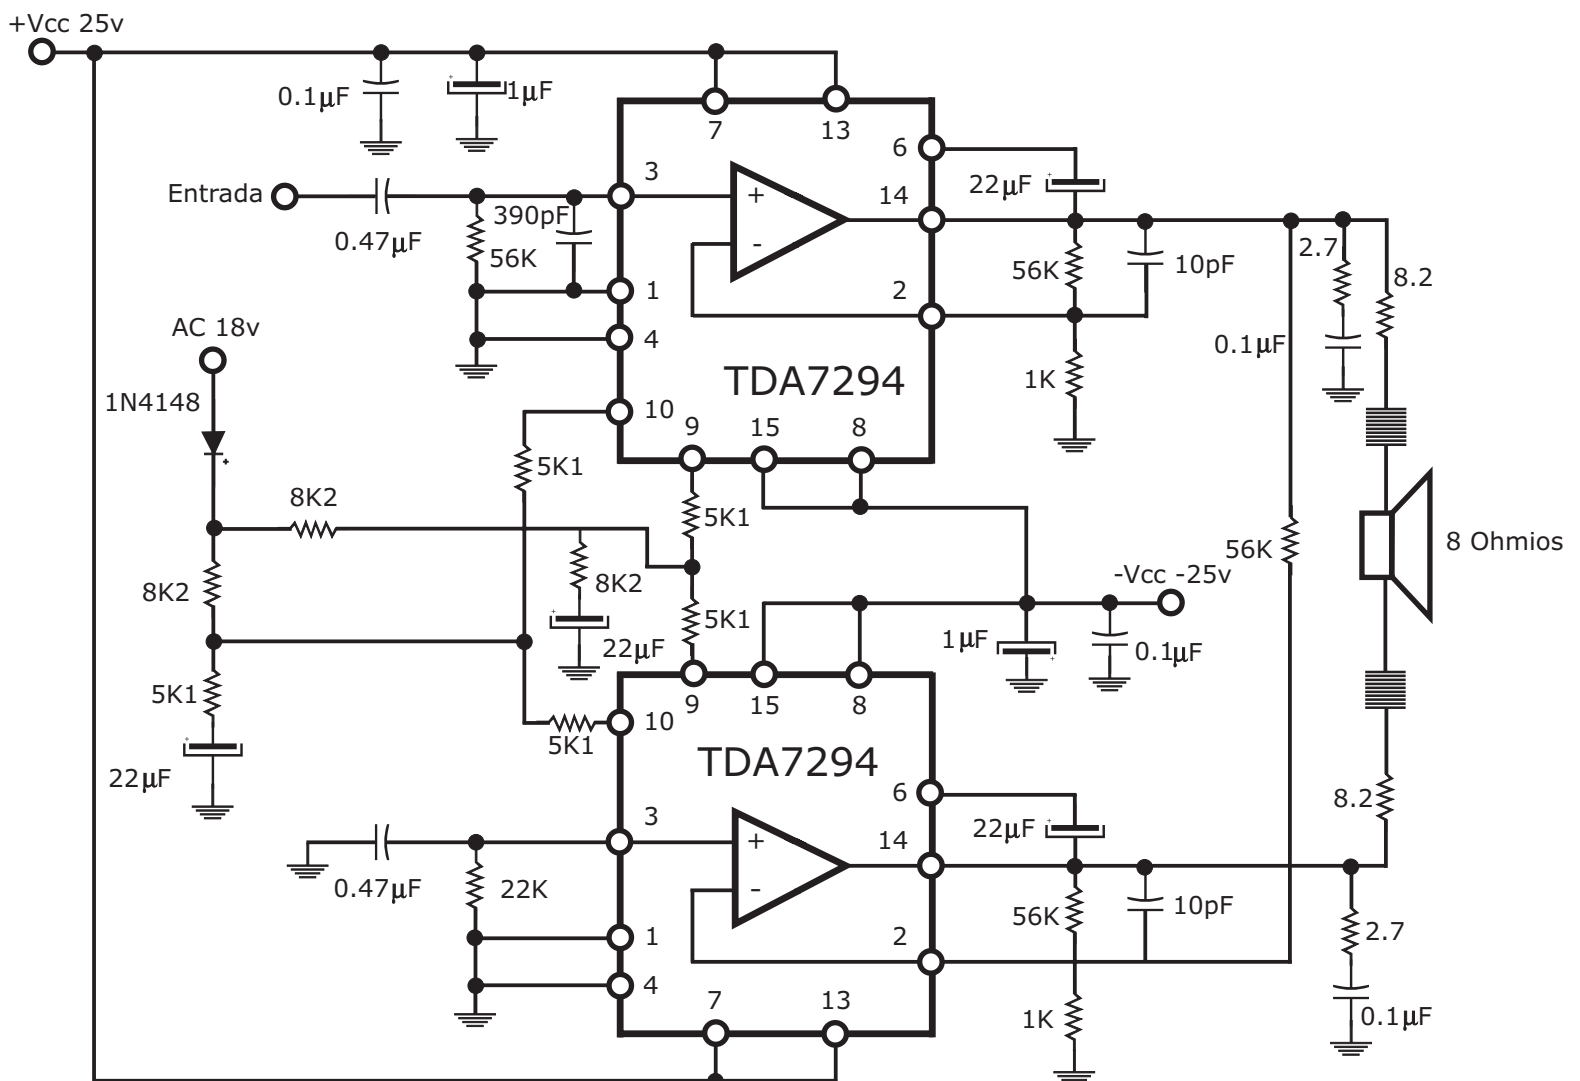 +Vcc 25v
0.1µF
1µF
7
13
6
Entrada
3
+
22µF
14
390pF
0.47µF
56K
-
56K
10pF
2.7
8.2
1
2
0.1µF
AC 18v
4
1K
TDA7294
1N4148
10
9
15
8
+
5K1
8K2
5K1
56K
8 Ohmios
8K2
8K2
-Vcc -25v
5K1
22µF
1µF
0.1µF
5K1
9
15
8
10
5K1
TDA7294
22µF
6
8.2
3
+
22µF
14
0.47µF
22K
-
56K
10pF
2.7
1
2
4
7
13
1K
0.1µF